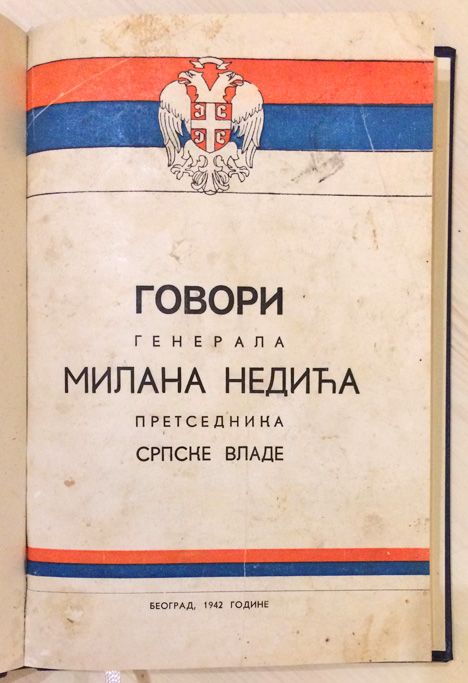 ГОВОРИ
ГЕНЕРАЛА
МИЛАНА НЕДИЋА
ПРЕТСЕДНИКА
СРПСКЕ ВЛАДЕ
БЕОГРАД, 1942 ГОДИНЕ